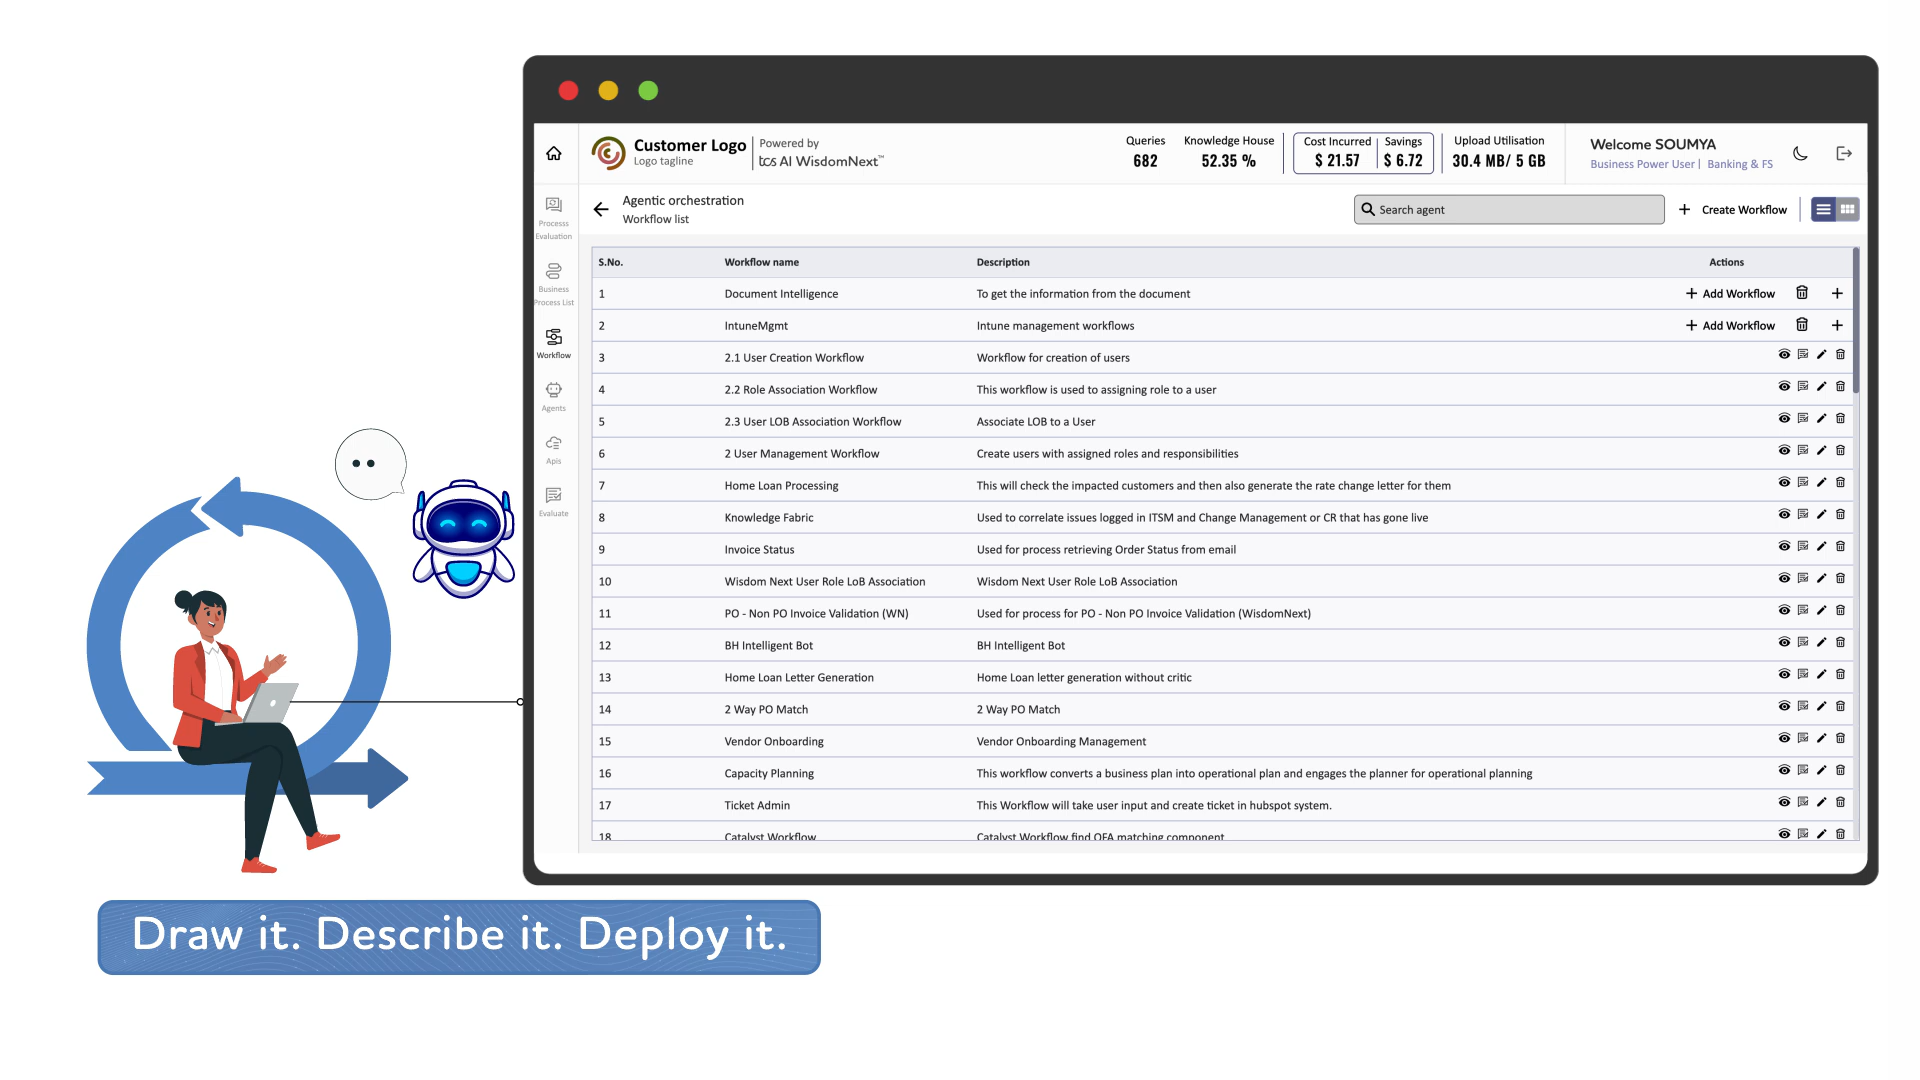 Customer Logo
Logo tagline
Powered by
tcs AI WisdomNext™
Queries
682
Knowledge House
52.35 %
Cost Incurred
$ 21.57
Savings
$ 6.72
Upload Utilisation
30.4 MB/ 5 GB
Welcome SOUMYA
Business Power User | Banking & FS
Processs
Evaluation
Business
Process List
Workflow
Agents
Apis
Evaluate
Agentic orchestration
Workflow list
Search agent
+ Create Workflow
S.No. Workflow name Description Actions
1 Document Intelligence To get the information from the document + Add Workflow +
2 IntuneMgmt Intune management workflows + Add Workflow +
3 2.1 User Creation Workflow Workflow for creation of users
4 2.2 Role Association Workflow This workflow is used to assigning role to a user
5 2.3 User LOB Association Workflow Associate LOB to a User
6 2 User Management Workflow Create users with assigned roles and responsibilities
7 Home Loan Processing This will check the impacted customers and then also generate the rate change letter for them
8 Knowledge Fabric Used to correlate issues logged in ITSM and Change Management or CR that has gone live
9 Invoice Status Used for process retrieving Order Status from email
10 Wisdom Next User Role LoB Association Wisdom Next User Role LoB Association
11 PO - Non PO Invoice Validation (WN) Used for process for PO - Non PO Invoice Validation (WisdomNext)
12 BH Intelligent Bot BH Intelligent Bot
13 Home Loan Letter Generation Home Loan letter generation without critic
14 2 Way PO Match 2 Way PO Match
15 Vendor Onboarding Vendor Onboarding Management
16 Capacity Planning This workflow converts a business plan into operational plan and engages the planner for operational planning
17 Ticket Admin This Workflow will take user input and create ticket in hubspot system.
18 Catalyst Workflow Catalyst Workflow find OFA matching component
Draw it. Describe it. Deploy it.